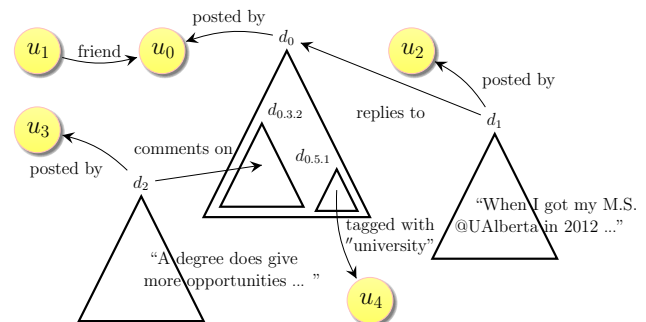 posted by
d0
u1
friend
u0
u2
posted by
d0.3.2
replies to
d1
u3
comments on
d0.5.1
posted by
d2
“When I got my M.S.
@UAlberta in 2012 ...”
tagged with
"university"
“A degree does give
more opportunities ... ”
u4